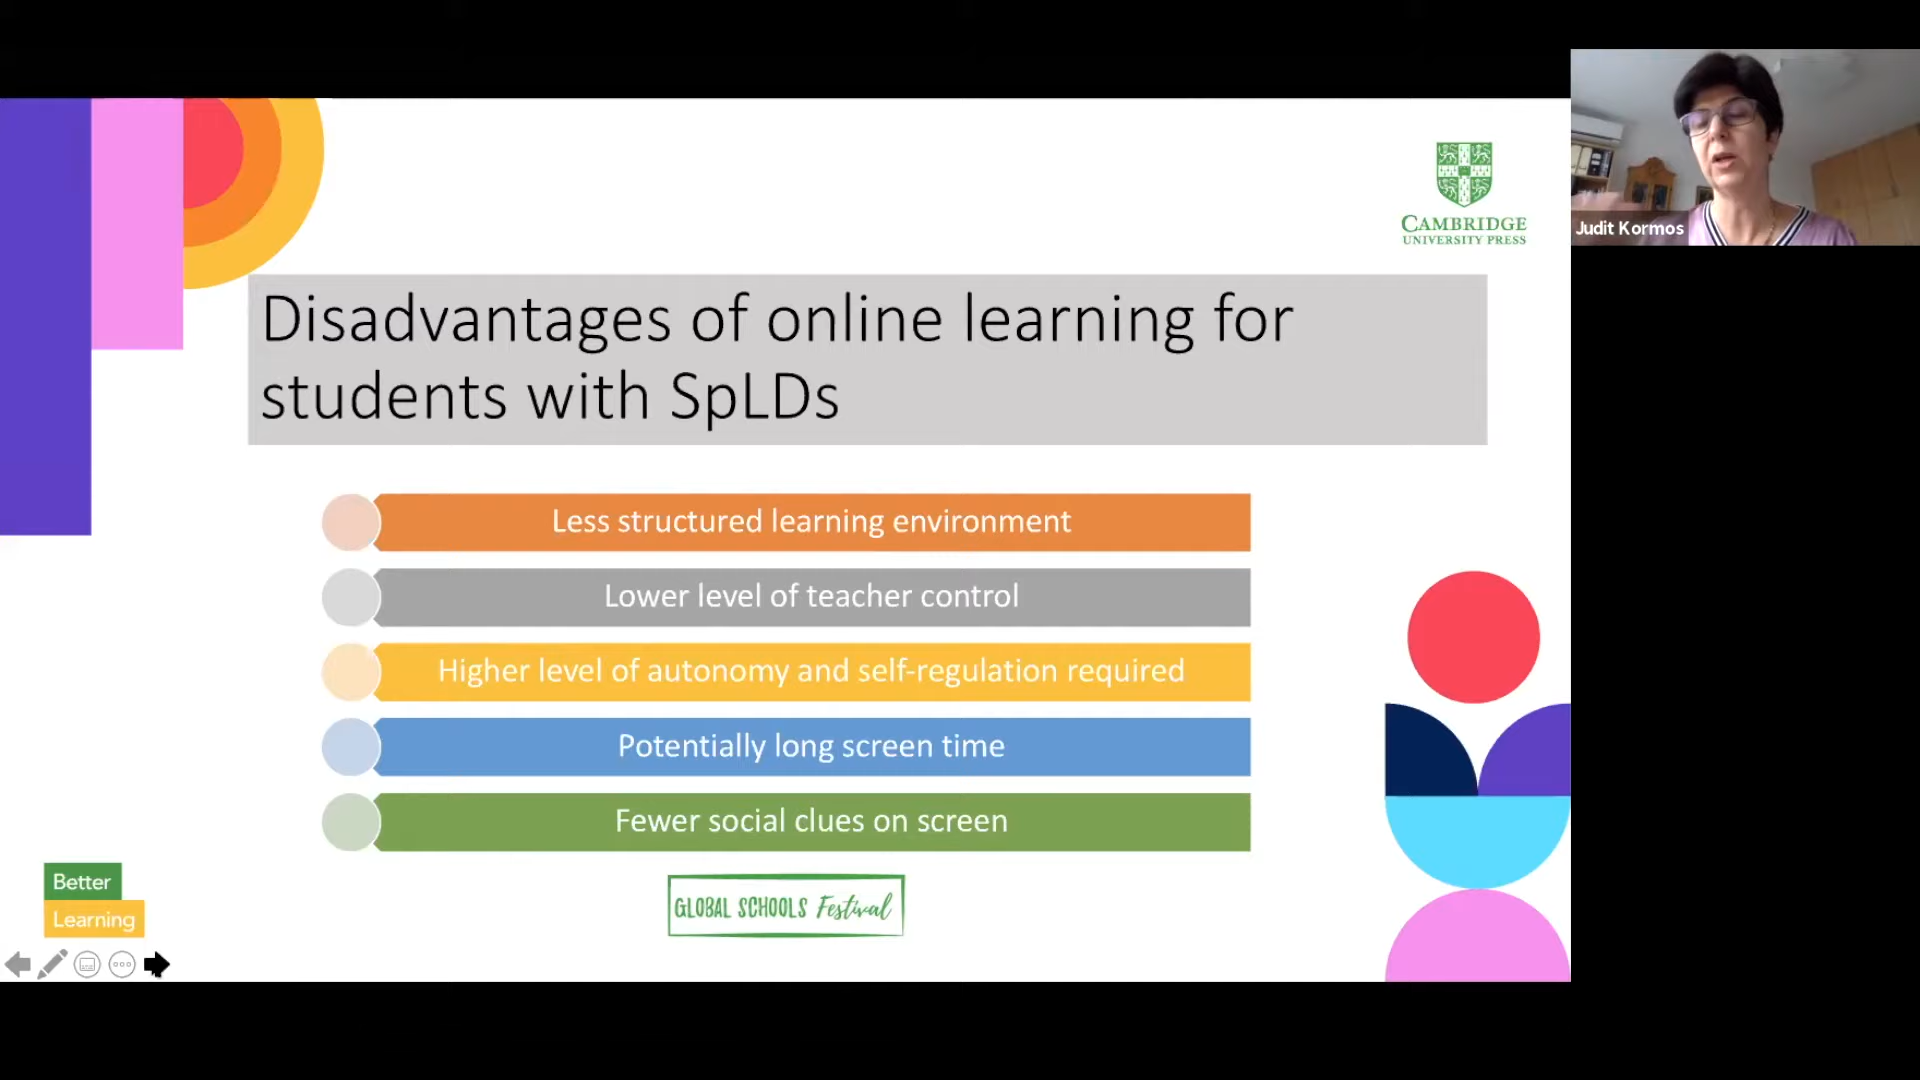 CAMBRIDGE
UNIVERSITY PRESS
Judit Kormos
Disadvantages of online learning for
students with SpLDs
Less structured learning environment
Lower level of teacher control
Higher level of autonomy and self-regulation required
Potentially long screen time
Fewer social clues on screen
Better
Learning
GLOBAL SCHOOLS Festival